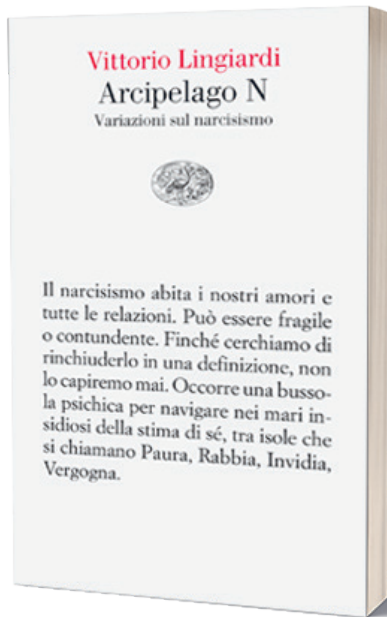 Vittorio Lingiardi
Arcipelago N
Variazioni sul narcisismo
Il narcisismo abita i nostri amori e
tutte le relazioni. Può essere fragile
o contundente. Finché cerchiamo di
rinchiuderlo in una definizione, non
lo capiremo mai. Occorre una busso-
la psichica per navigare nei mari in-
sidiosi della stima di sé, tra isole che
si chiamano Paura, Rabbia, Invidia,
Vergogna.